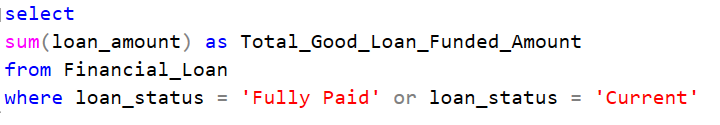 select
sum(loan_amount) as Total_Good_Loan_Funded_Amount
from Financial_Loan
where loan_status = 'Fully Paid' or loan_status = 'Current'